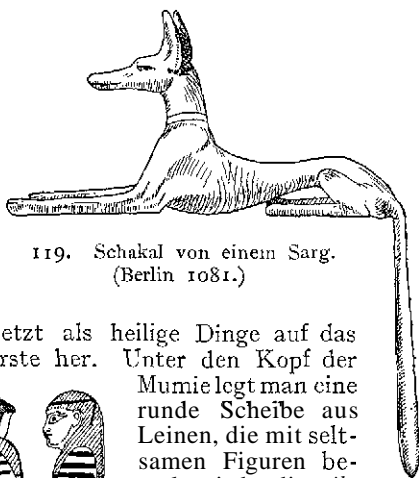 119. Schakal von einem Sarg.
(Berlin 1081.)
etzt als heilige Dinge auf das
erste her. Unter den Kopf der
Mumie legt man eine
runde Scheibe aus
Leinen, die mit selt-
samen Figuren be-